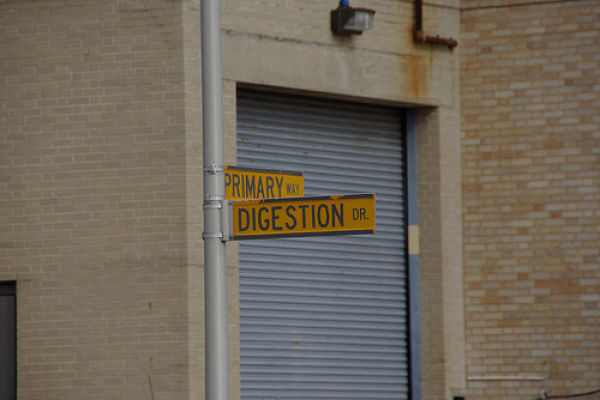 PRIMARY WAY
DIGESTION DR.